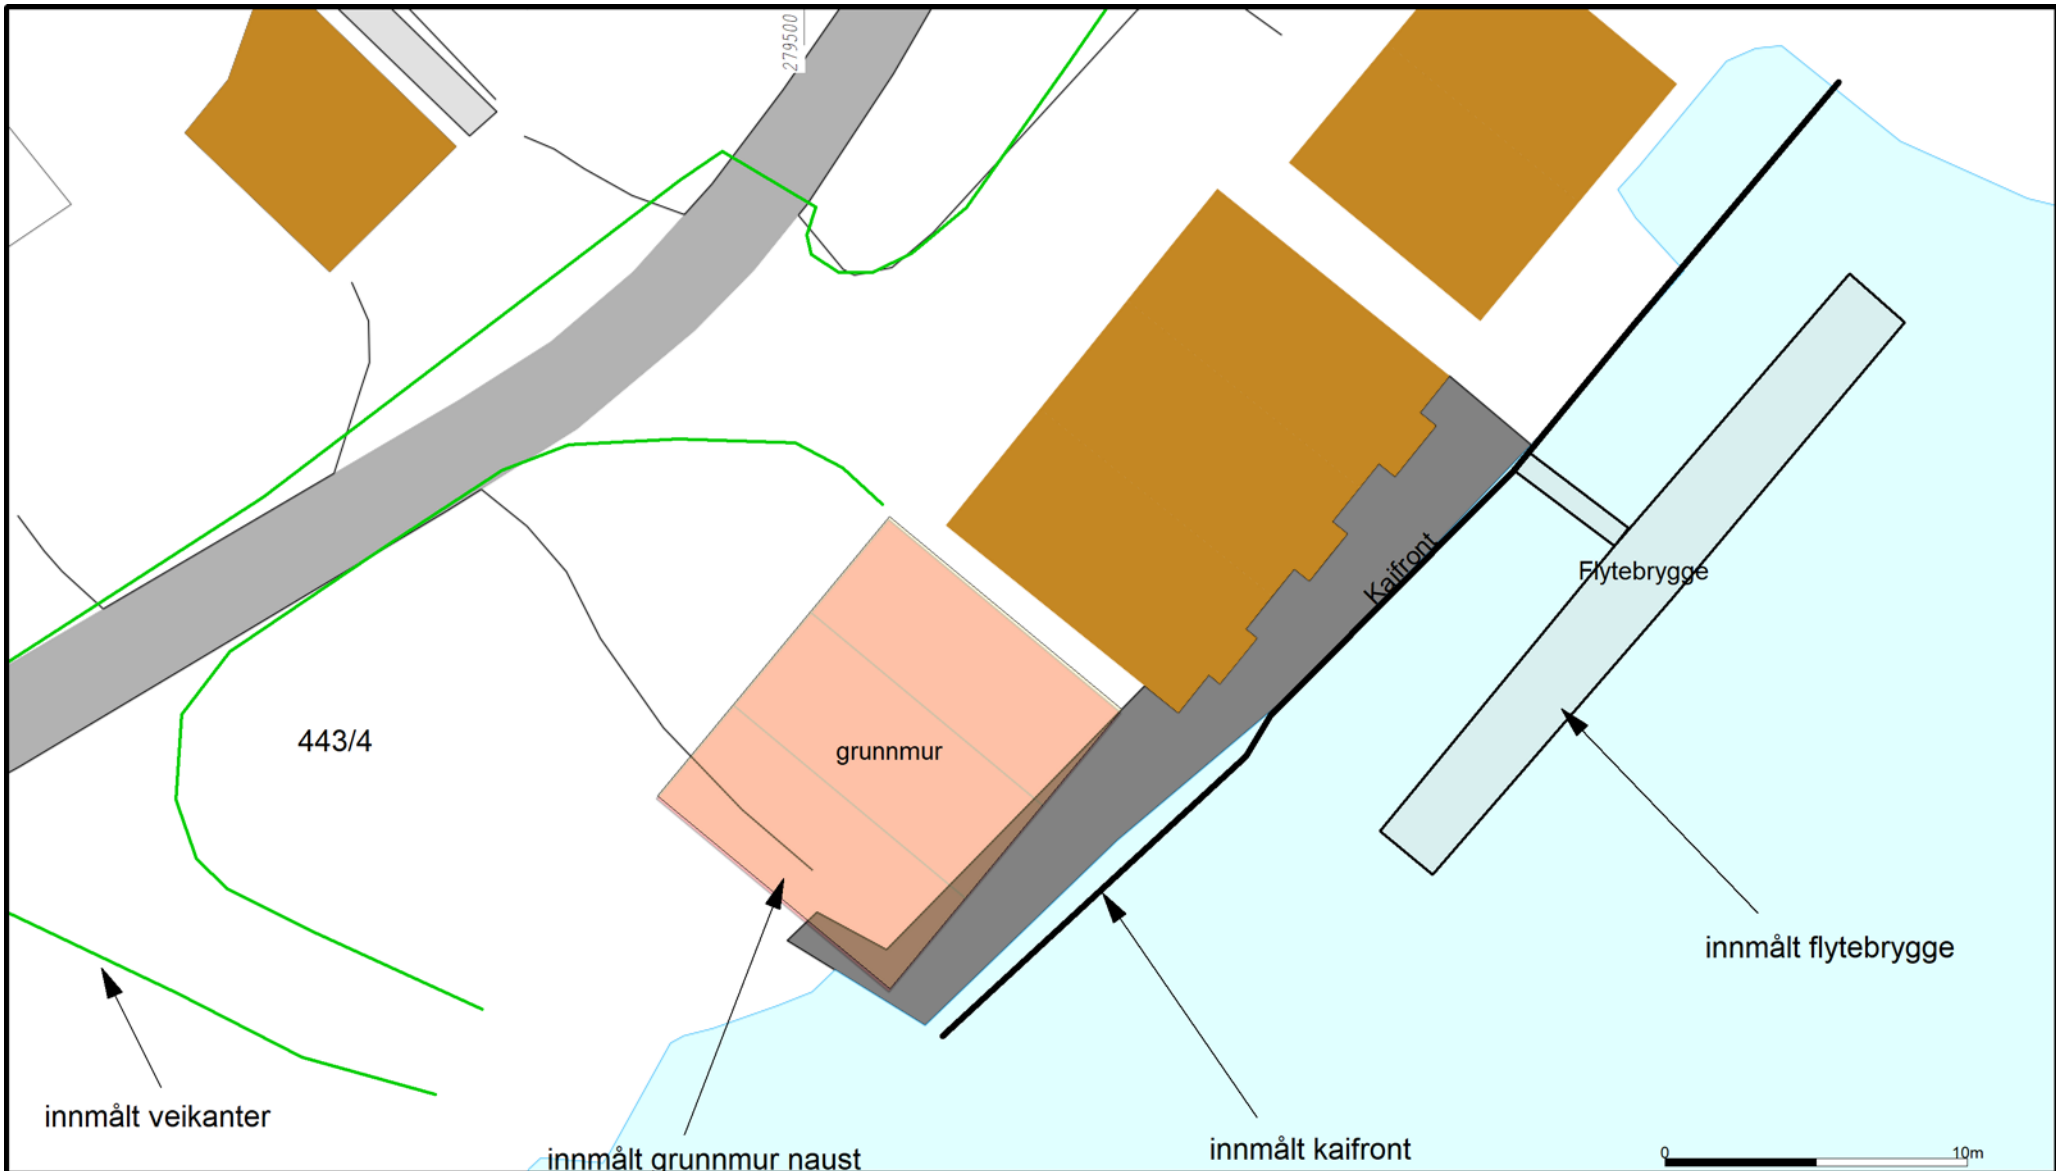 279500
Kaifront
Flytebrygge
443/4
grunnmur
innmålt flytebrygge
innmålt veikanter
innmålt grunnmur naust
innmålt kaifront
0 10m